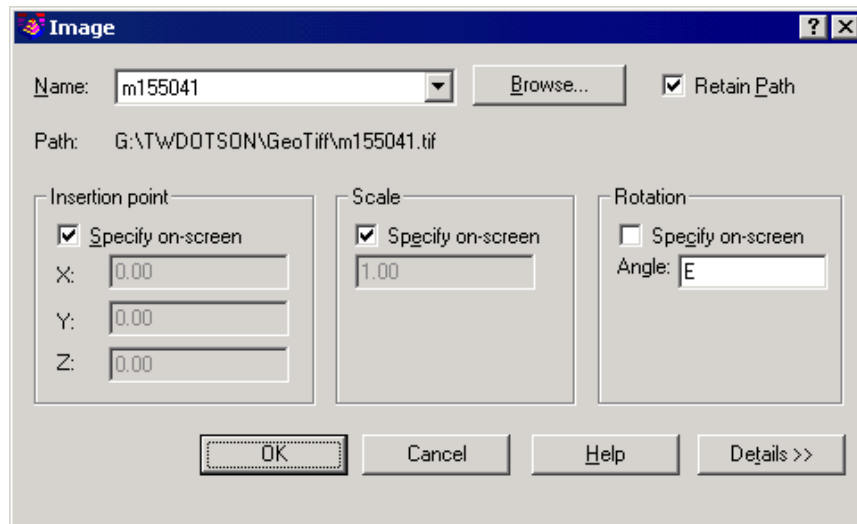 Image
Name: m155041 Browse... Retain Path
Path: G:\TWDOTSON\GeoTiff\m155041.tif
Insertion point Scale Rotation
Specify on-screen Specify on-screen Specify on-screen
X: 0.00 1.00 Angle: E
Y: 0.00
Z: 0.00
OK Cancel Help Details >>